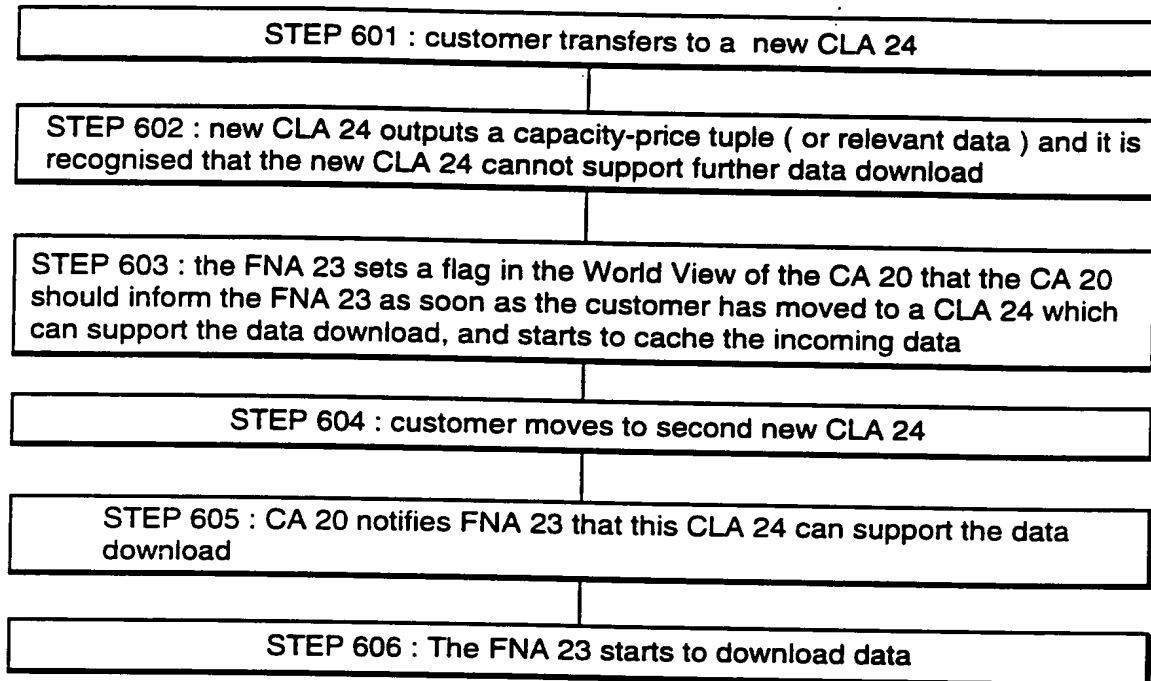 STEP 601 : customer transfers to a new CLA 24
STEP 602 : new CLA 24 outputs a capacity-price tuple ( or relevant data ) and it is
recognised that the new CLA 24 cannot support further data download
STEP 603 : the FNA 23 sets a flag in the World View of the CA 20 that the CA 20
should inform the FNA 23 as soon as the customer has moved to a CLA 24 which
can support the data download, and starts to cache the incoming data
STEP 604 : customer moves to second new CLA 24
STEP 605 : CA 20 notifies FNA 23 that this CLA 24 can support the data
download
STEP 606 : The FNA 23 starts to download data